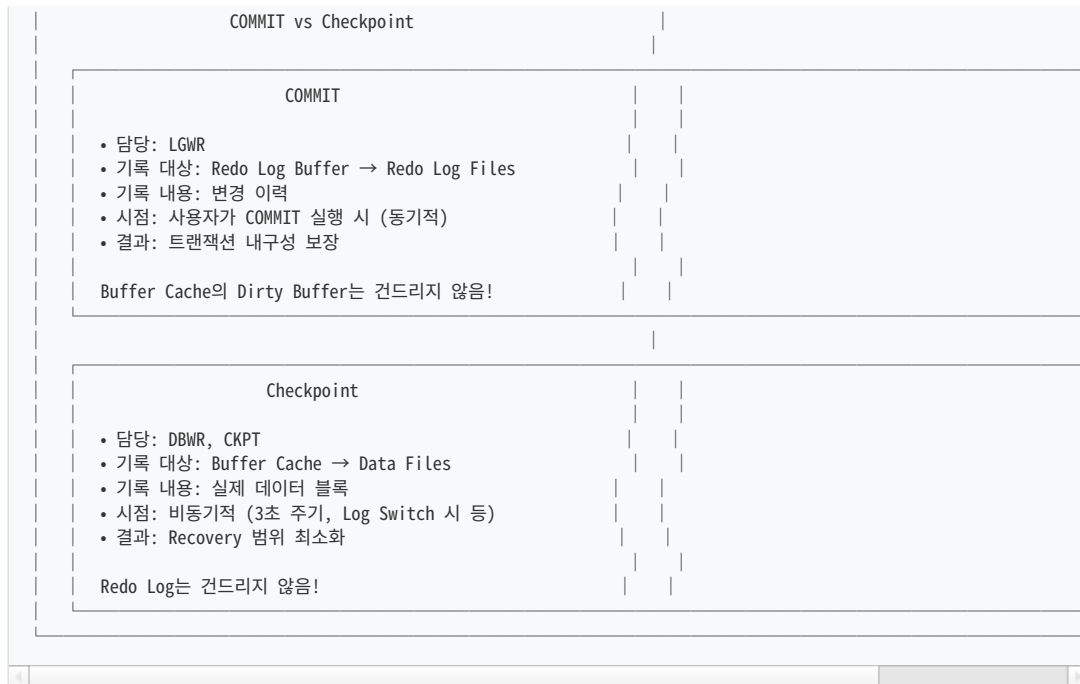 COMMIT vs Checkpoint
COMMIT
• 담당: LGWR
• 기록 대상: Redo Log Buffer → Redo Log Files
• 기록 내용: 변경 이력
• 시점: 사용자가 COMMIT 실행 시 (동기적)
• 결과: 트랜잭션 내구성 보장
Buffer Cache의 Dirty Buffer는 건드리지 않음!
Checkpoint
• 담당: DBWR, CKPT
• 기록 대상: Buffer Cache → Data Files
• 기록 내용: 실제 데이터 블록
• 시점: 비동기적 (3초 주기, Log Switch 시 등)
• 결과: Recovery 범위 최소화
Redo Log는 건드리지 않음!